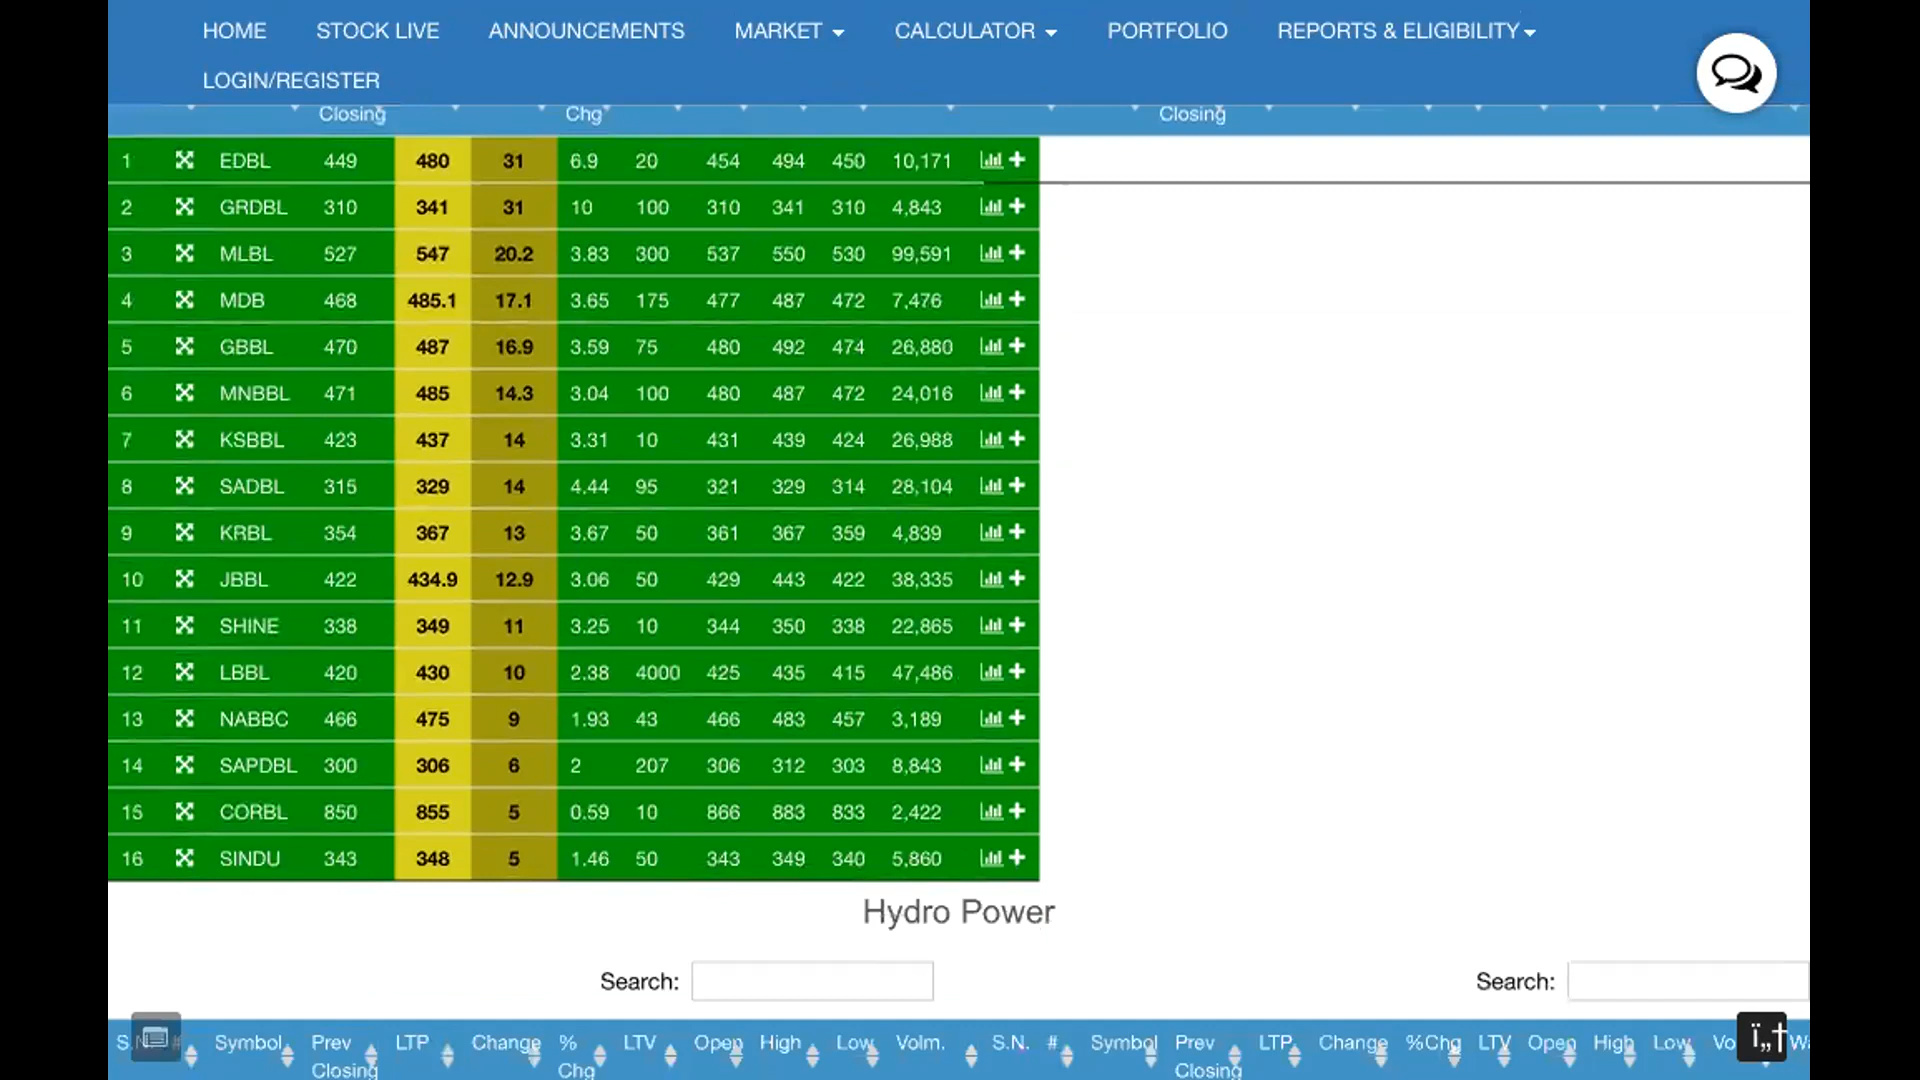 HOME STOCK LIVE ANNOUNCEMENTS MARKET CALCULATOR PORTFOLIO REPORTS & ELIGIBILITY
LOGIN/REGISTER
Closing Chg Closing
1 EDBL 449 480 31 6.9 20 454 494 450 10,171
2 GRDBL 310 341 31 10 100 310 341 310 4,843
3 MLBL 527 547 20.2 3.83 300 537 550 530 99,591
4 MDB 468 485.1 17.1 3.65 175 477 487 472 7,476
5 GBBL 470 487 16.9 3.59 75 480 492 474 26,880
6 MNBBL 471 485 14.3 3.04 100 480 487 472 24,016
7 KSBBL 423 437 14 3.31 10 431 439 424 26,988
8 SADBL 315 329 14 4.44 95 321 329 314 28,104
9 KRBL 354 367 13 3.67 50 361 367 359 4,839
10 JBBL 422 434.9 12.9 3.06 50 429 443 422 38,335
11 SHINE 338 349 11 3.25 10 344 350 338 22,865
12 LBBL 420 430 10 2.38 4000 425 435 415 47,486
13 NABBC 466 475 9 1.93 43 466 483 457 3,189
14 SAPDBL 300 306 6 2 207 306 312 303 8,843
15 CORBL 850 855 5 0.59 10 866 883 833 2,422
16 SINDU 343 348 5 1.46 50 343 349 340 5,860
Hydro Power
Search: Search:
# Symbol Prev LTP Change % LTV Open High Low Volm. S.N. # Symbol Prev LTP Change %Chg LTV Open High Low
Closing Chg Closing